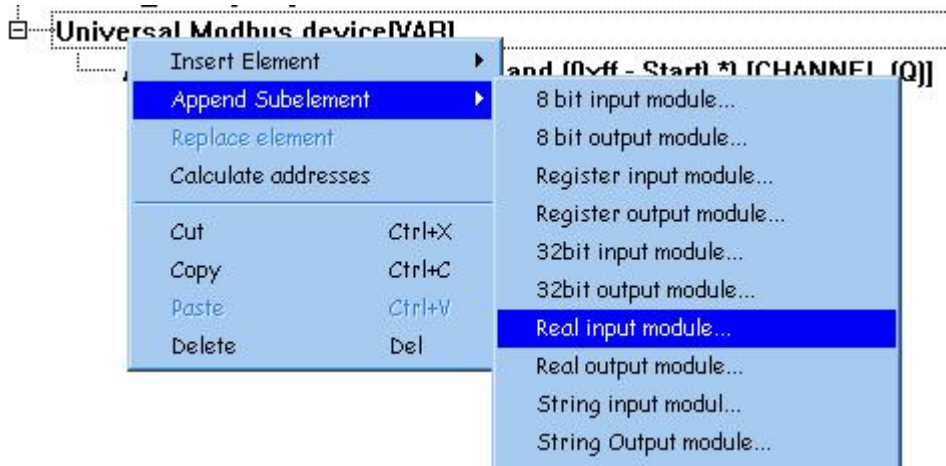 Universal Modbus device[VAR]
and (0xff - Start) *) [CHANNEL (Q)]
Insert Element
Append Subelement
Replace element
Calculate addresses
Cut Ctrl+X
Copy Ctrl+C
Paste Ctrl+V
Delete Del
8 bit input module...
8 bit output module...
Register input module...
Register output module...
32bit input module...
32bit output module...
Real input module...
Real output module...
String input modul...
String Output module...